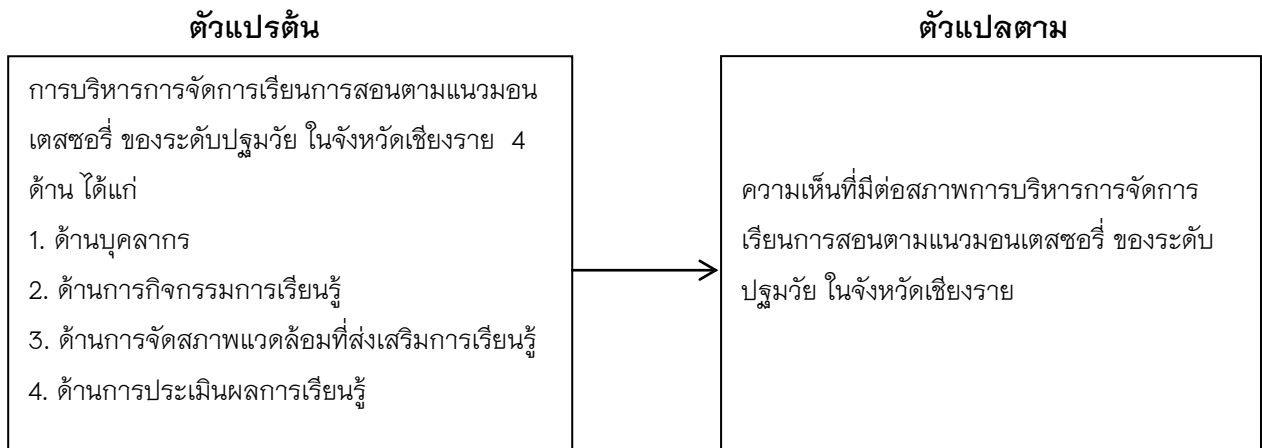 ตัวแปรต้น
การบริหารการจัดการเรียนการสอนตามแนวมอน
เตสซอรี่ ของระดับปฐมวัย ในจังหวัดเชียงราย 4
ด้าน ได้แก่
1. ด้านบุคลากร
2. ด้านการกิจกรรมการเรียนรู้
3. ด้านการจัดสภาพแวดล้อมที่ส่งเสริมการเรียนรู้
4. ด้านการประเมินผลการเรียนรู้
ตัวแปลตาม
ความเห็นที่มีต่อสภาพการบริหารการจัดการ
เรียนการสอนตามแนวมอนเตสซอรี่ ของระดับ
ปฐมวัย ในจังหวัดเชียงราย